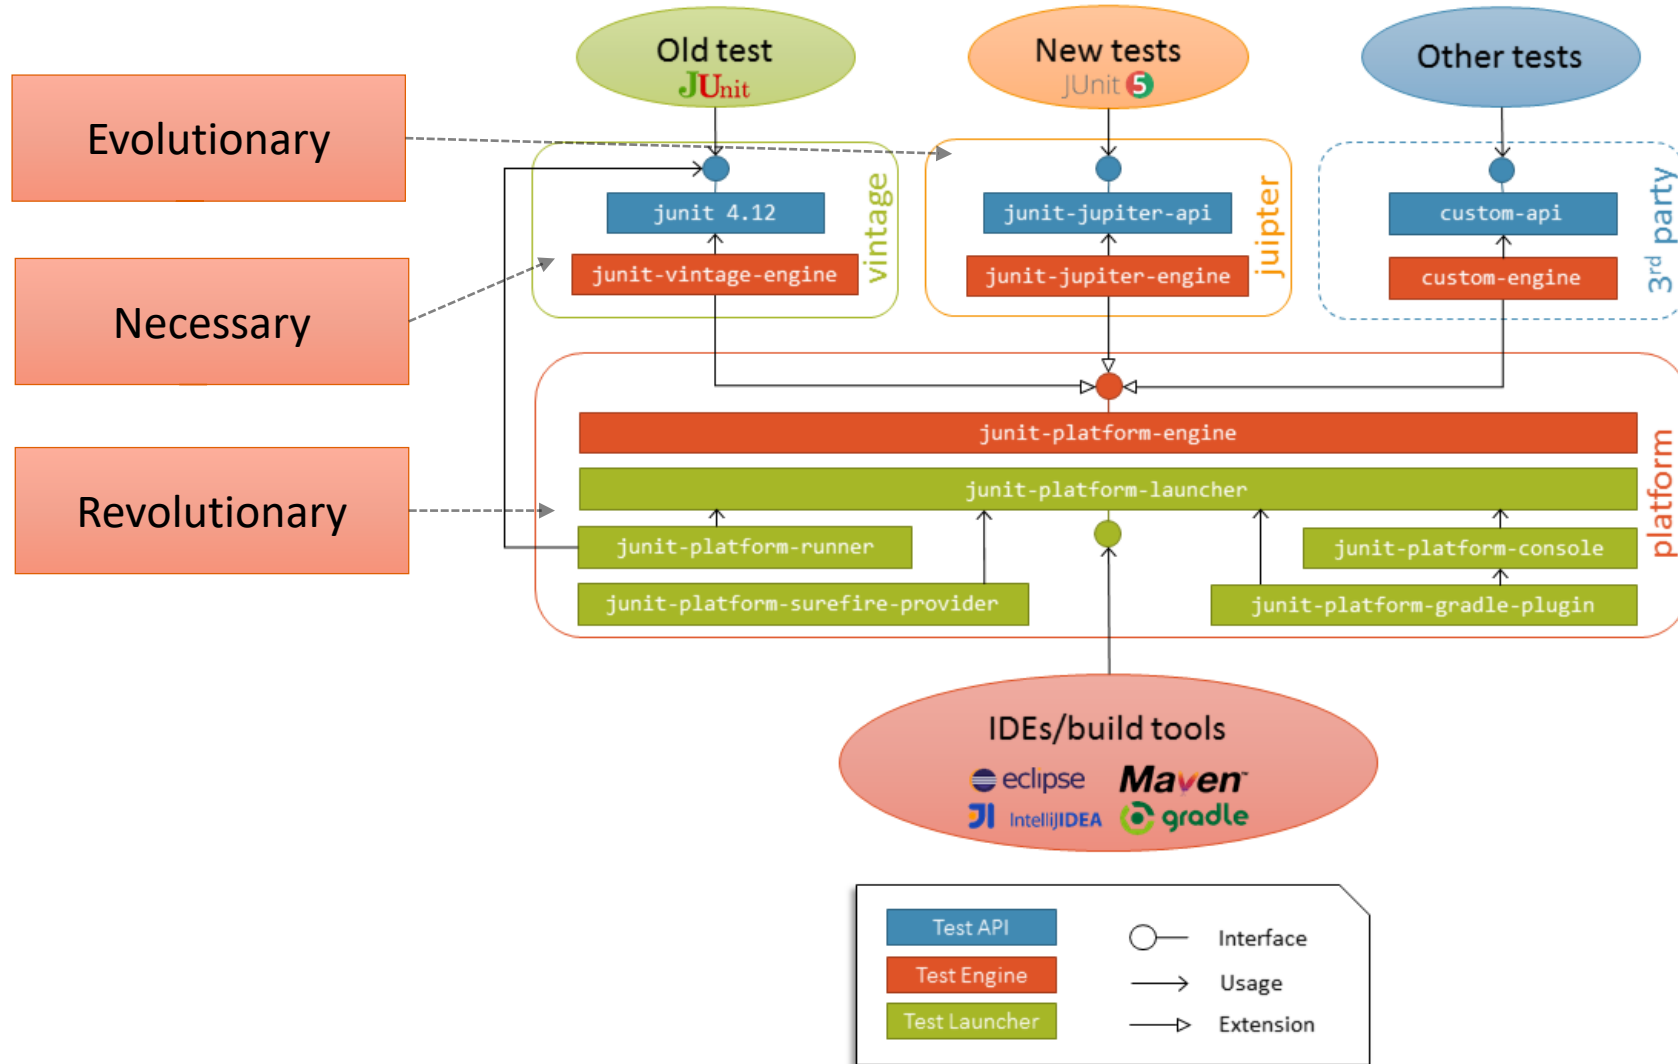 Old test
JUnit
New tests
JUnit 5
Other tests
Evolutionary
Necessary
Revolutionary
junit 4.12
junit-vintage-engine
vintage
junit-jupiter-api
junit-jupiter-engine
juipter
custom-api
custom-engine
3rd party
junit-platform-engine
junit-platform-launcher
junit-platform-runner
junit-platform-console
junit-platform-surefire-provider
junit-platform-gradle-plugin
platform
IDEs/build tools
eclipse
Maven™
JI IntelliJIDEA
gradle
Test API
Test Engine
Test Launcher
Interface
Usage
Extension